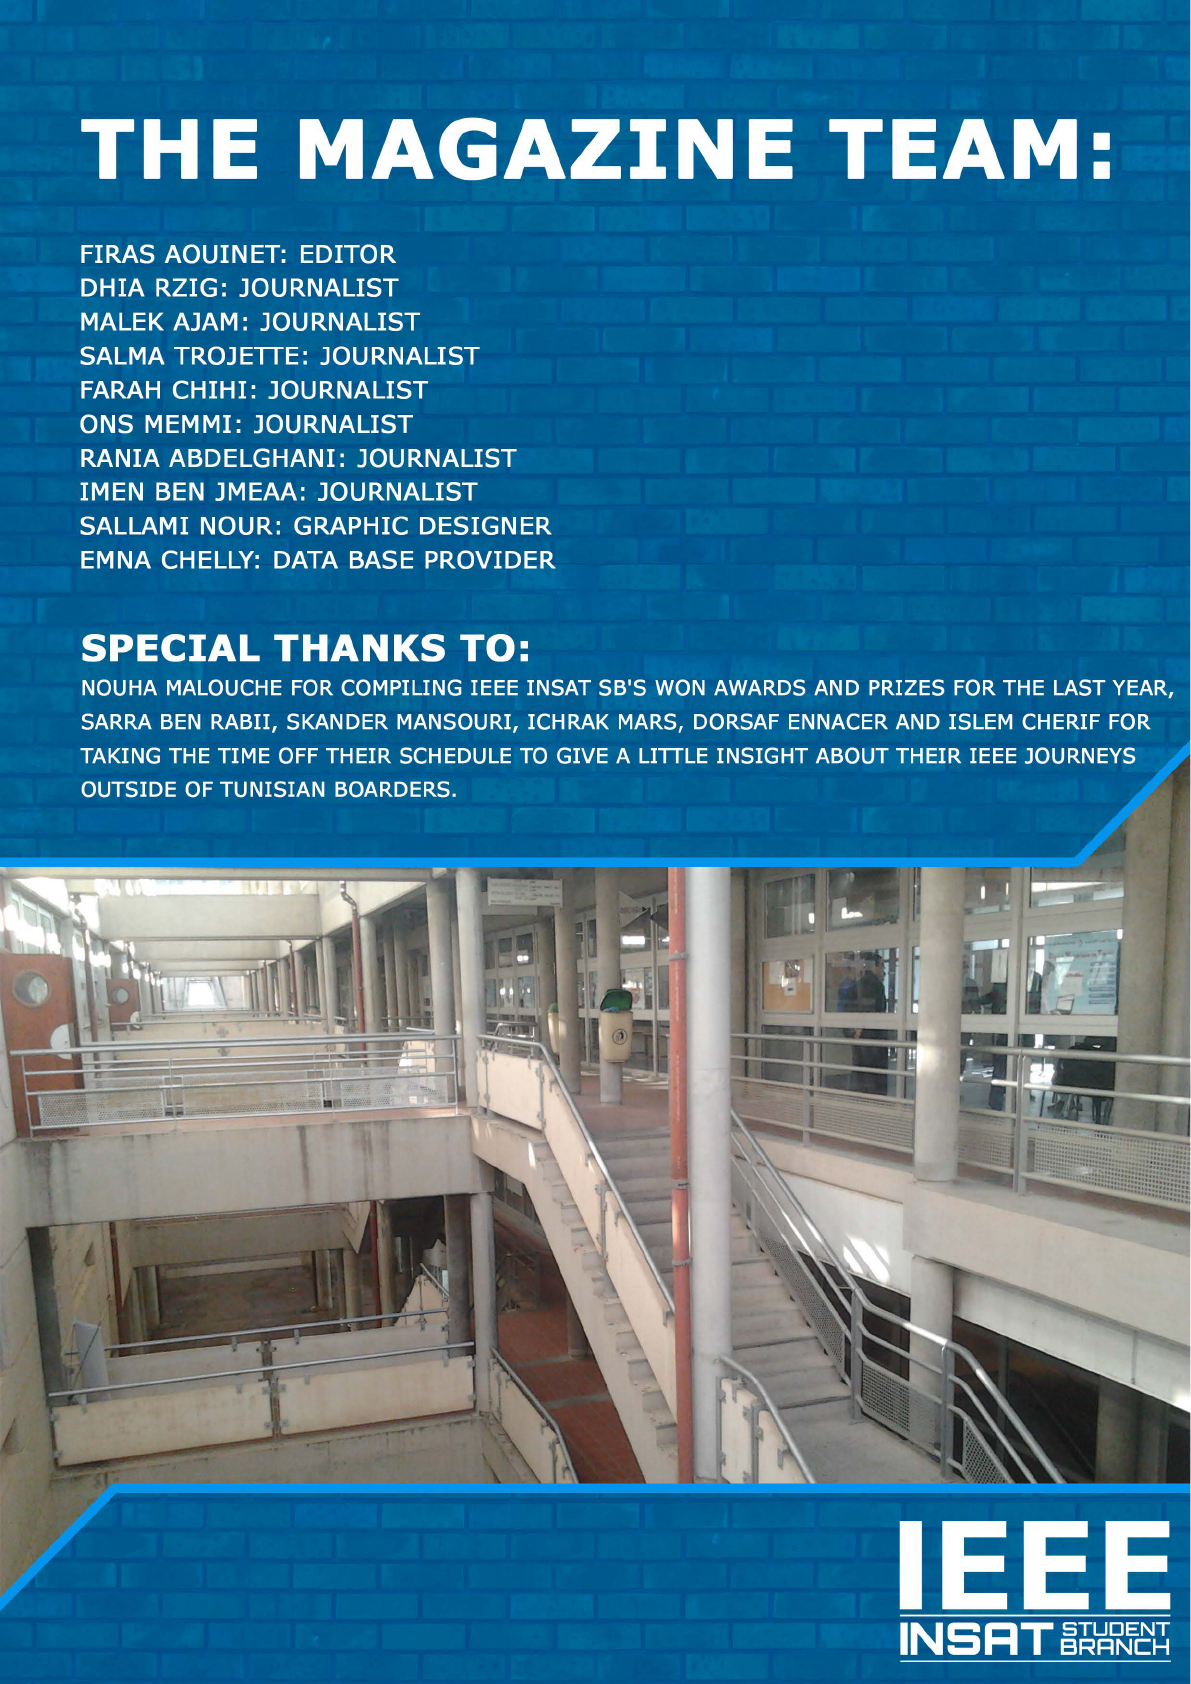 THE MAGAZINE TEAM:
FIRAS AOUINET: EDITOR
DHIA RZIG: JOURNALIST
MALEK AJAM: JOURNALIST
SALMA TROJETTE: JOURNALIST
FARAH CHIHI: JOURNALIST
ONS MEMMI: JOURNALIST
RANIA ABDELGHANI: JOURNALIST
IMEN BEN JMEAA: JOURNALIST
SALLAMI NOUR: GRAPHIC DESIGNER
EMNA CHELLY: DATA BASE PROVIDER
SPECIAL THANKS TO:
NOUHA MALOUCHE FOR COMPILING IEEE INSAT SB'S WON AWARDS AND PRIZES FOR THE LAST YEAR,
SARRA BEN RABII, SKANDER MANSOURI, ICHRAK MARS, DORSAF ENNACER AND ISLEM CHERIF FOR
TAKING THE TIME OFF THEIR SCHEDULE TO GIVE A LITTLE INSIGHT ABOUT THEIR IEEE JOURNEYS
OUTSIDE OF TUNISIAN BOARDERS.
IEEE
INSAT STUDENT
BRANCH